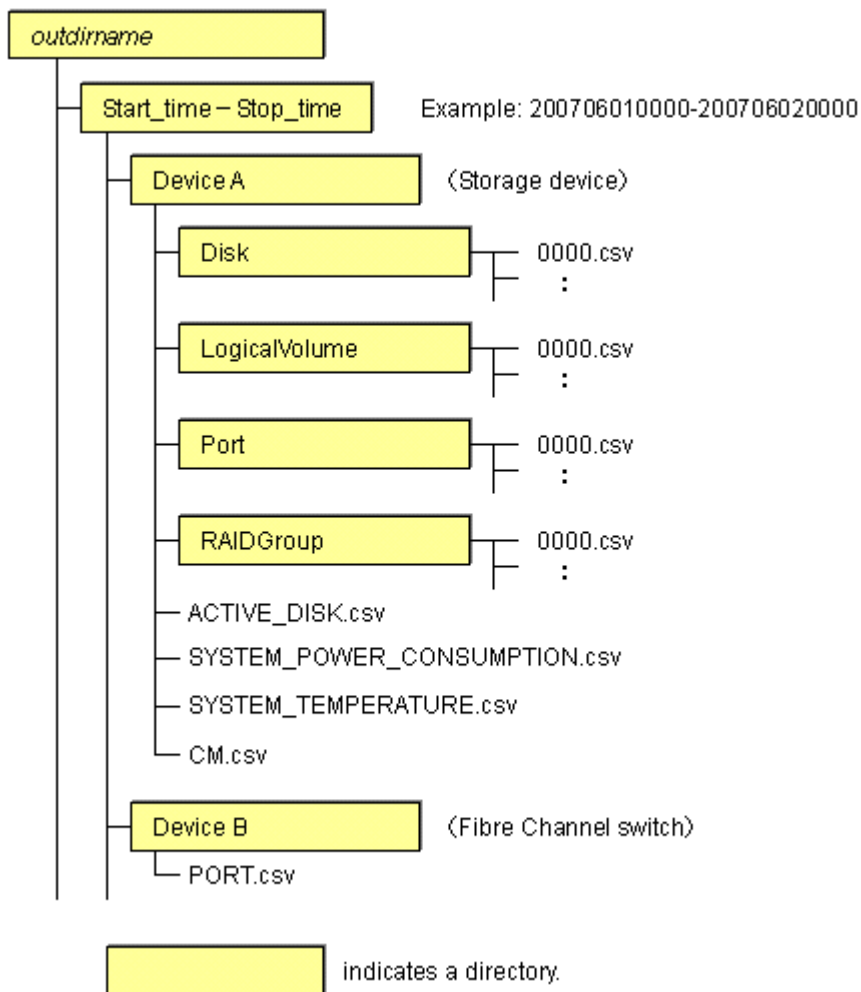 outdirname
Start_time－Stop_time Example: 200706010000-200706020000
Device A （Storage device）
Disk 0000.csv
:
LogicalVolume 0000.csv
:
Port 0000.csv
:
RAIDGroup 0000.csv
:
ACTIVE_DISK.csv
SYSTEM_POWER_CONSUMPTION.csv
SYSTEM_TEMPERATURE.csv
CM.csv
Device B （Fibre Channel switch）
PORT.csv
indicates a directory.